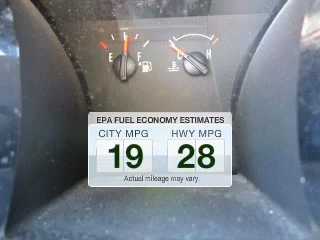 E F C H
EPA FUEL ECONOMY ESTIMATES
CITY MPG HWY MPG
19 28
Actual mileage may vary.